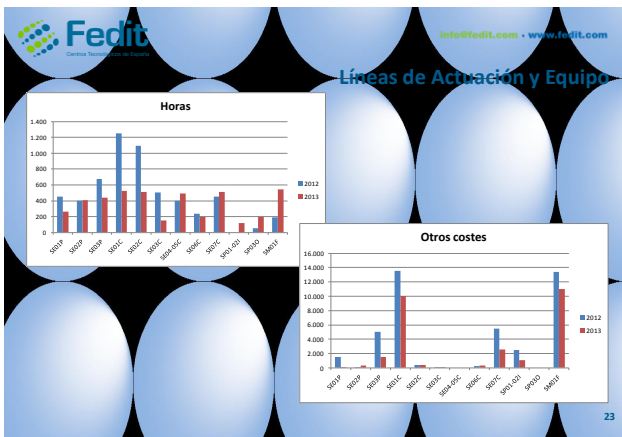 Fedit
Centros Tecnológicos de España
info@fedit.com · www.fedit.com
Líneas de Actuación y Equipo
Horas
1.400
1.200
1.000
800
600
400
200
0
SE01P
SE02P
SE03P
SE01C
SE02C
SE03C
SE04-05C
SE06C
SE07C
SP01-02I
SP03O
SM01F
2012
2013
Otros costes
16.000
14.000
12.000
10.000
8.000
6.000
4.000
2.000
0
SE01P
SE02P
SE03P
SE01C
SE02C
SE03C
SE04-05C
SE06C
SE07C
SP01-02I
SP03O
SM01F
2012
2013
23